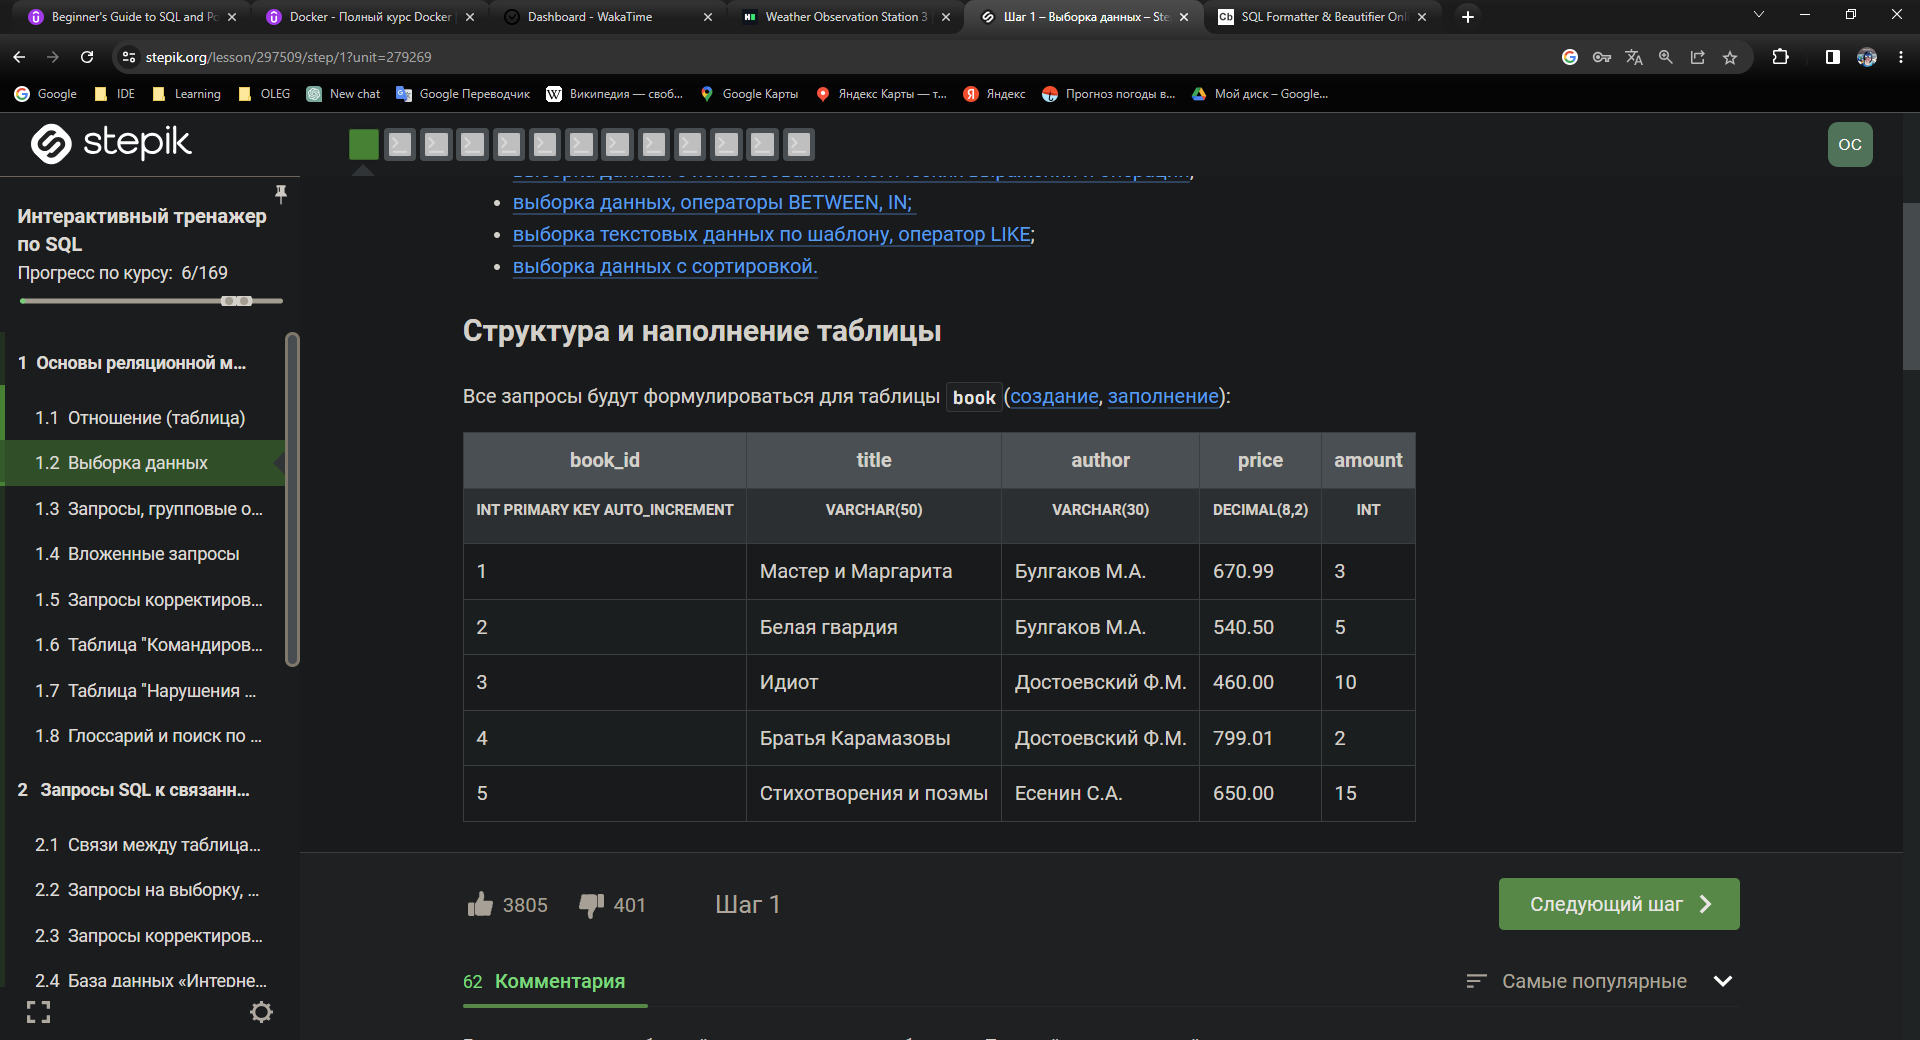 Beginner's Guide to SQL and Po
Docker - Полный курс Docker
Dashboard - WakaTime
Weather Observation Station 3
Шаг 1 – Выборка данных – Ste
SQL Formatter & Beautifier Onl
stepik.org/lesson/297509/step/1?unit=279269
Google
IDE
Learning
OLEG
New chat
Google Переводчик
Википедия — своб...
Google Карты
Яндекс Карты — т...
Яндекс
Прогноз погоды в...
Мой диск – Google...
stepik
OC
Интерактивный тренажер
по SQL
Прогресс по курсу: 6/169
1 Основы реляционной м...
1.1 Отношение (таблица)
1.2 Выборка данных
1.3 Запросы, групповые о...
1.4 Вложенные запросы
1.5 Запросы корректиров...
1.6 Таблица "Командиров...
1.7 Таблица "Нарушения ...
1.8 Глоссарий и поиск по ...
2 Запросы SQL к связанн...
2.1 Связи между таблица...
2.2 Запросы на выборку, ...
2.3 Запросы корректиров...
2.4 База данных «Интерне...
выборка данных, операторы BETWEEN, IN;
выборка текстовых данных по шаблону, оператор LIKE;
выборка данных с сортировкой.
Структура и наполнение таблицы
Все запросы будут формулироваться для таблицы book (создание, заполнение):
book_id title author price amount
INT PRIMARY KEY AUTO_INCREMENT VARCHAR(50) VARCHAR(30) DECIMAL(8,2) INT
1 Мастер и Маргарита Булгаков М.А. 670.99 3
2 Белая гвардия Булгаков М.А. 540.50 5
3 Идиот Достоевский Ф.М. 460.00 10
4 Братья Карамазовы Достоевский Ф.М. 799.01 2
5 Стихотворения и поэмы Есенин С.А. 650.00 15
3805 401 Шаг 1
Следующий шаг
62 Комментария
Самые популярные